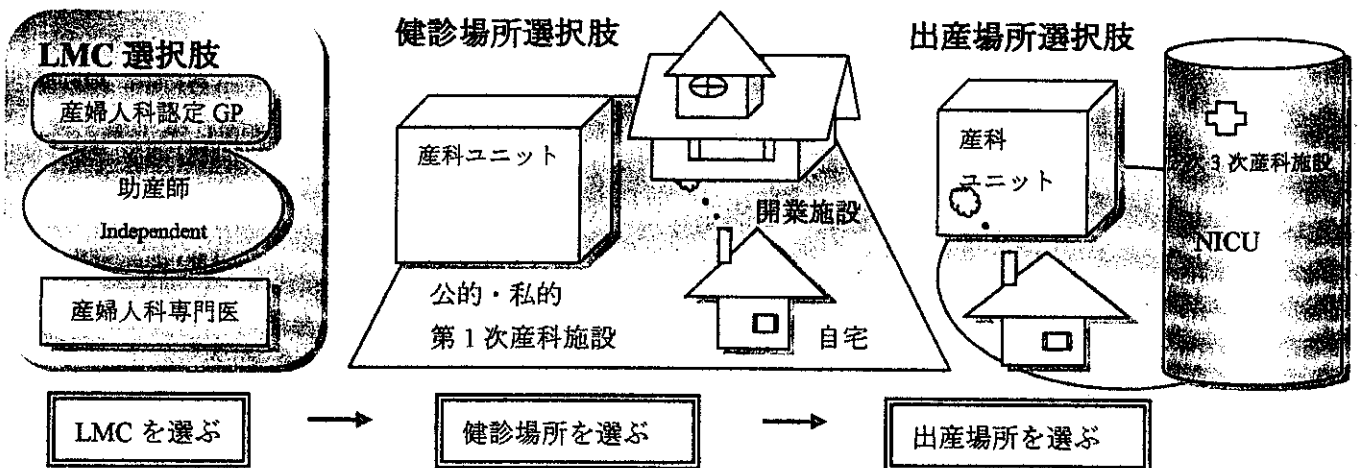 LMC 選択肢
産婦人科認定 GP
助産師
Independent
産婦人科専門医
健診場所選択肢
産科ユニット
開業施設
公的・私的
第1次産科施設
自宅
出産場所選択肢
産科
ユニット
3次産科施設
NICU
LMC を選ぶ
健診場所を選ぶ
出産場所を選ぶ